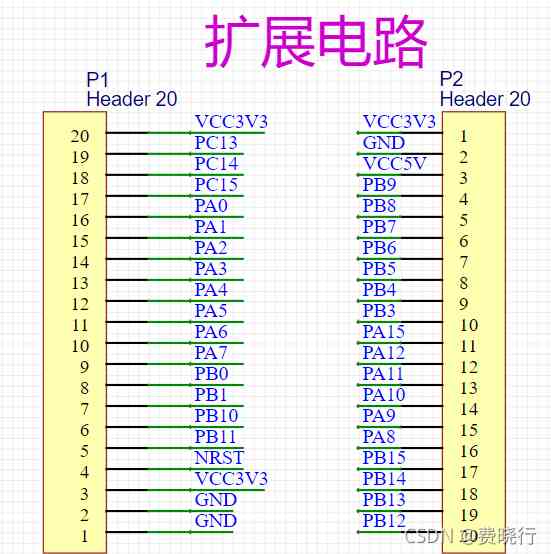 扩展电路
P1
Header 20
20 VCC3V3
19 PC13
18 PC14
17 PC15
16 PA0
15 PA1
14 PA2
13 PA3
12 PA4
11 PA5
10 PA6
9 PA7
8 PB0
7 PB1
6 PB10
5 PB11
4 NRST
3 VCC3V3
2 GND
1 GND
P2
Header 20
VCC3V3 1
GND 2
VCC5V 3
PB9 4
PB8 5
PB7 6
PB6 7
PB5 8
PB4 9
PB3 10
PA15 11
PA12 12
PA11 13
PA10 14
PA9 15
PA8 16
PB15 17
PB14 18
PB13 19
PB12 20
CSDN @费晓行